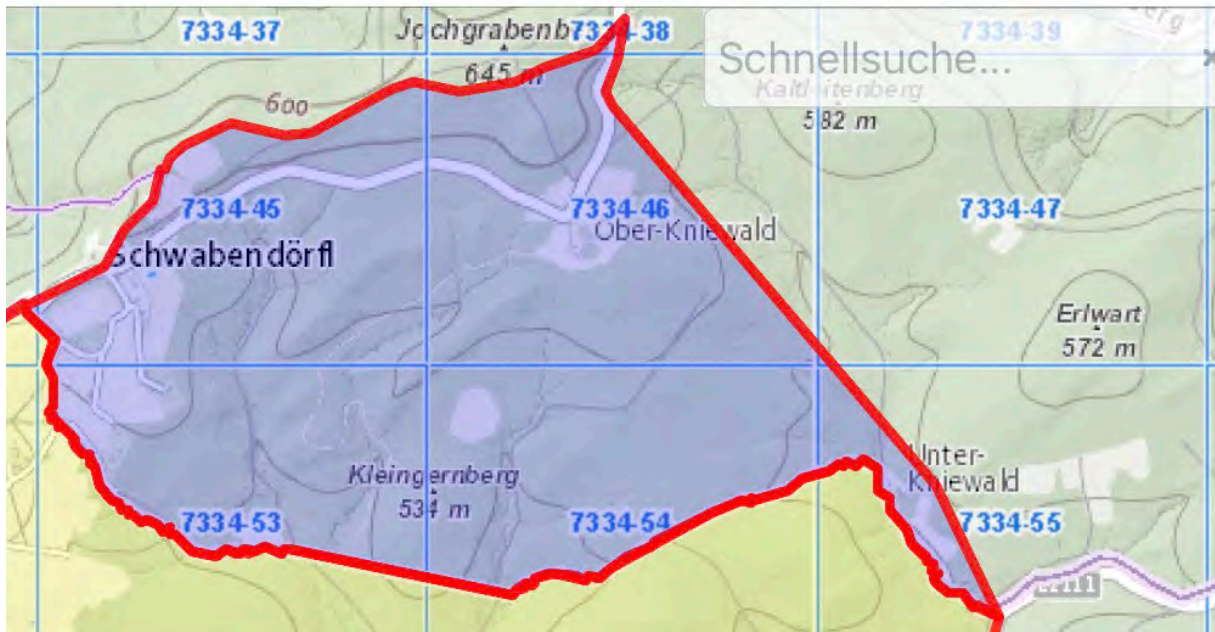 7334-37
Jochgrabenb
7334-38
7334-39
Schnellsuche...
645 m
600
Kaltleitenberg
582 m
7334-45
7334-46
7334-47
Ober-Kniewald
Schwabendörfl
Erlwart
572 m
Unter-
Kniewald
Kleingernberg
534 m
7334-53
7334-54
7334-55